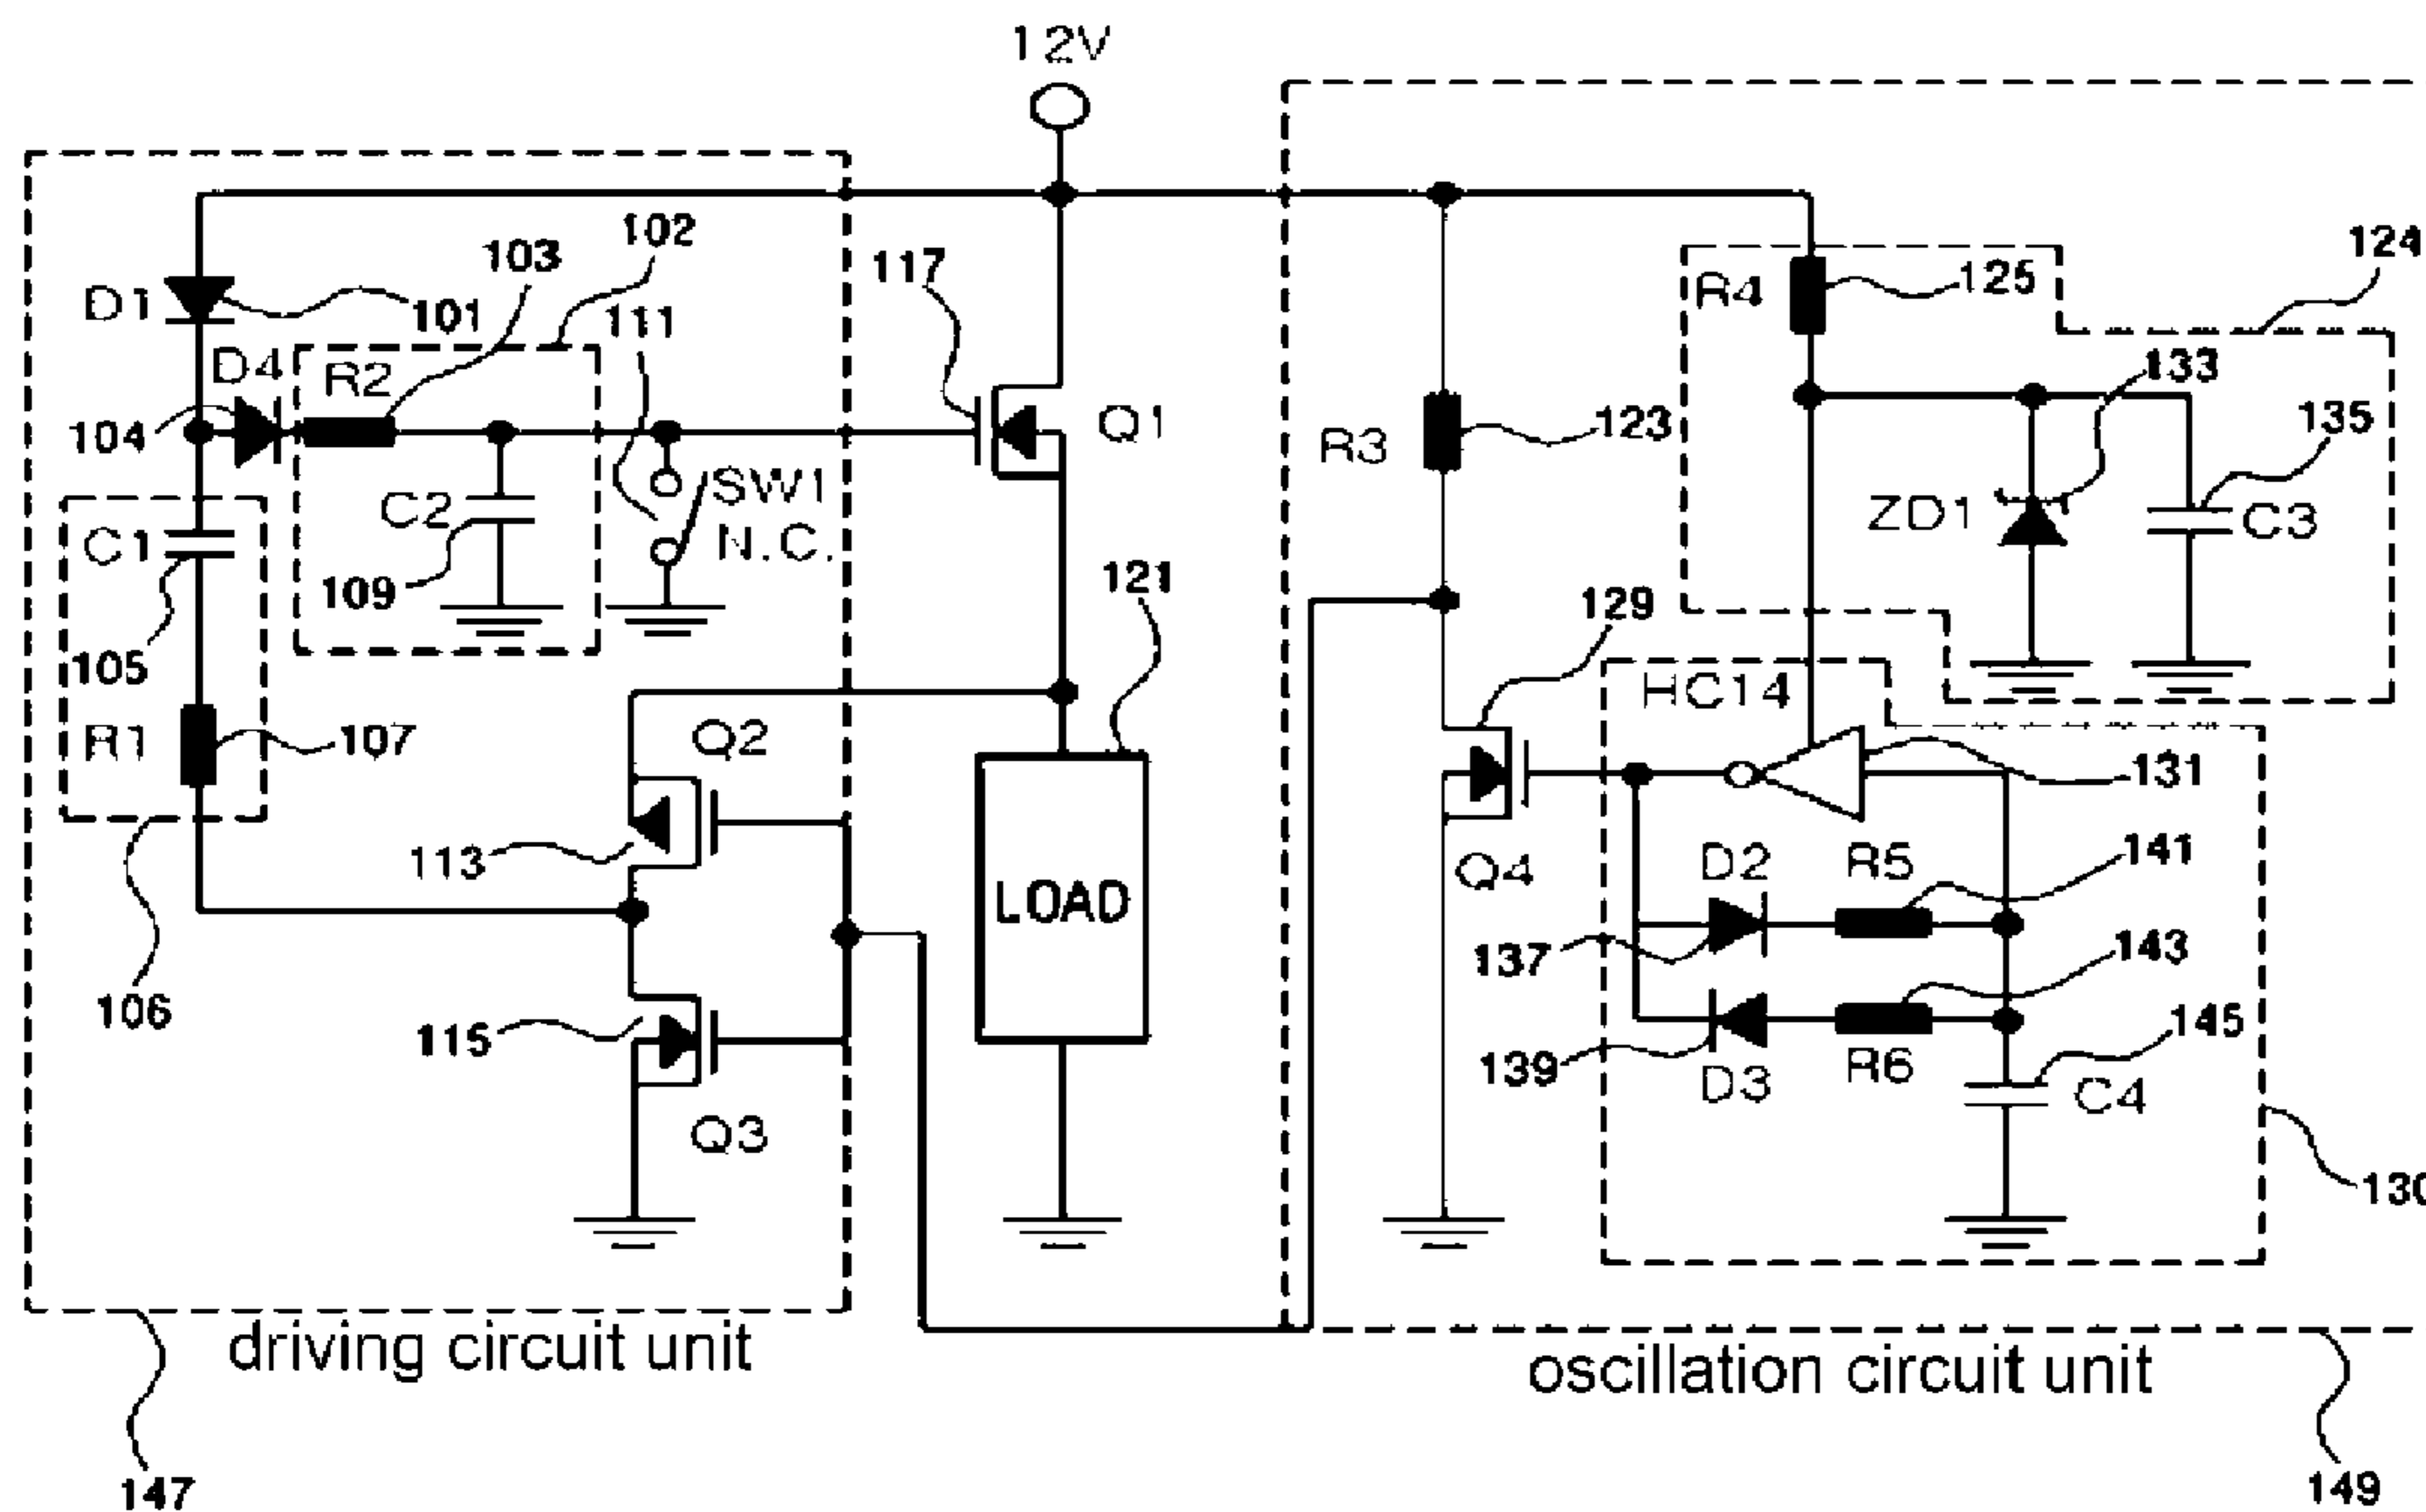 12V
102
103
124
117
D1
101
111
R4
125
D4
R2
133
104
Q1
R3
123
135
C1
C2
SW1
N.C.
ZD1
C3
109
121
129
105
HC14
R1
107
Q2
131
113
LOAD
Q4
D2
R5
141
137
143
106
115
139
D3
R6
145
C4
Q3
130
driving circuit unit
oscillation circuit unit
147
149